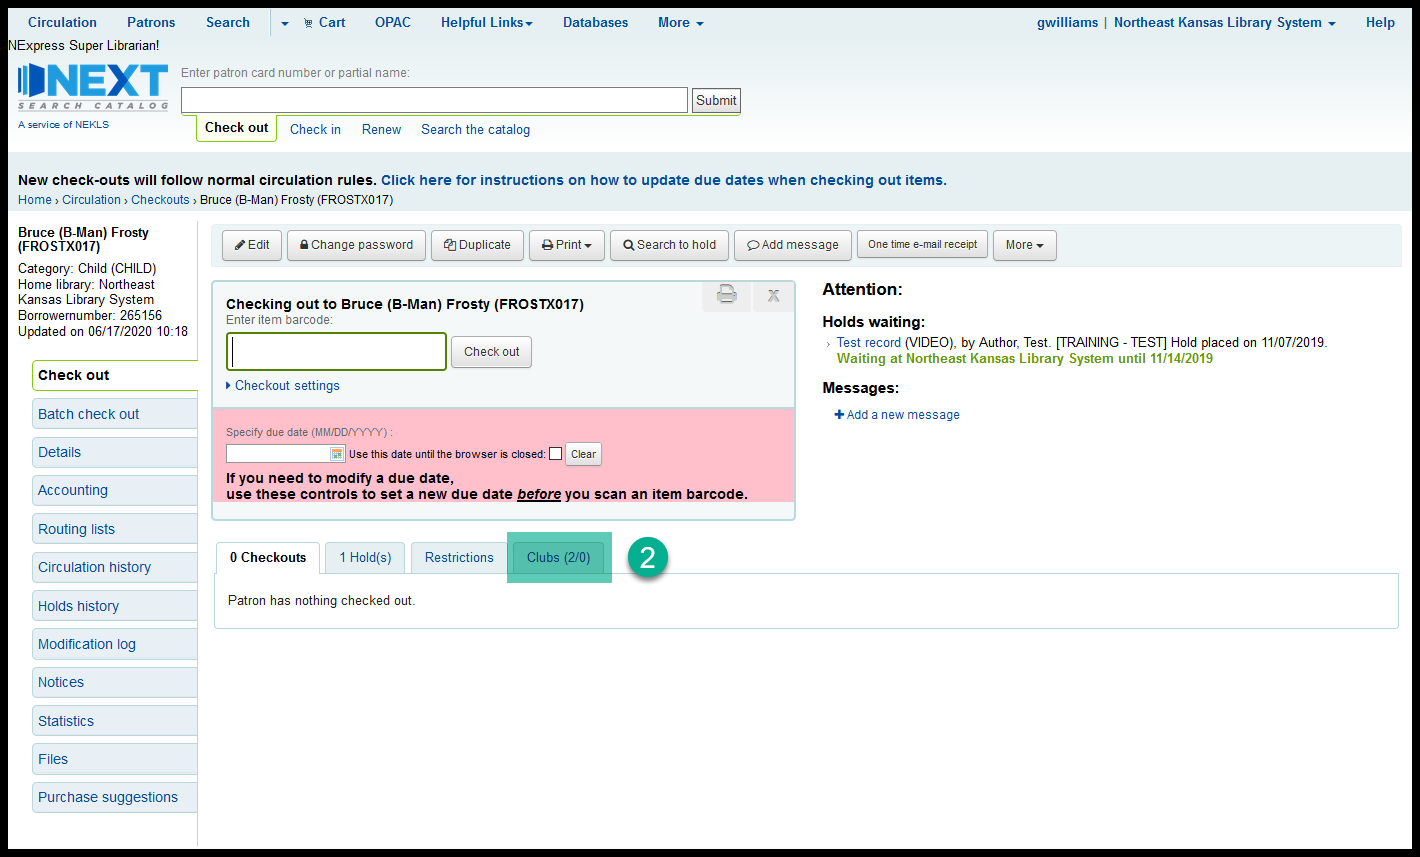 Circulation Patrons Search Cart OPAC Helpful Links Databases More gwilliams | Northeast Kansas Library System Help
NExpress Super Librarian!
NEXT
SEARCH CATALOG
A service of NEKLS
Enter patron card number or partial name:
Submit
Check out Check in Renew Search the catalog
New check-outs will follow normal circulation rules. Click here for instructions on how to update due dates when checking out items.
Home › Circulation › Checkouts › Bruce (B-Man) Frosty (FROSTX017)
Bruce (B-Man) Frosty
(FROSTX017)
Category: Child (CHILD)
Home library: Northeast
Kansas Library System
Borrowernumber: 265156
Updated on 06/17/2020 10:18
Check out
Batch check out
Details
Accounting
Routing lists
Circulation history
Holds history
Modification log
Notices
Statistics
Files
Purchase suggestions
Edit Change password Duplicate Print Search to hold Add message One time e-mail receipt More
Checking out to Bruce (B-Man) Frosty (FROSTX017)
X
Enter item barcode:
Check out
Checkout settings
Specify due date (MM/DD/YYYY) :
Use this date until the browser is closed: Clear
If you need to modify a due date,
use these controls to set a new due date before you scan an item barcode.
Attention:
Holds waiting:
› Test record (VIDEO), by Author, Test. [TRAINING - TEST] Hold placed on 11/07/2019.
Waiting at Northeast Kansas Library System until 11/14/2019
Messages:
+ Add a new message
0 Checkouts 1 Hold(s) Restrictions Clubs (2/0) 2
Patron has nothing checked out.